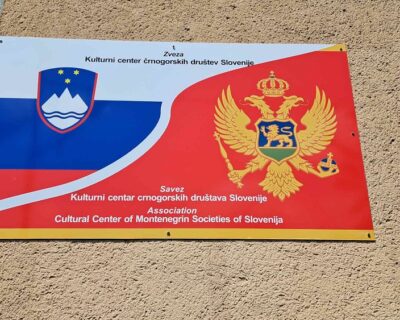 Zveza
Kulturni center črnogorskih društev Slovenije
Savez
Kulturni centar crnogorskih društava Slovenije
Association
Cultural Center of Montenegrin Societies of Slovenija